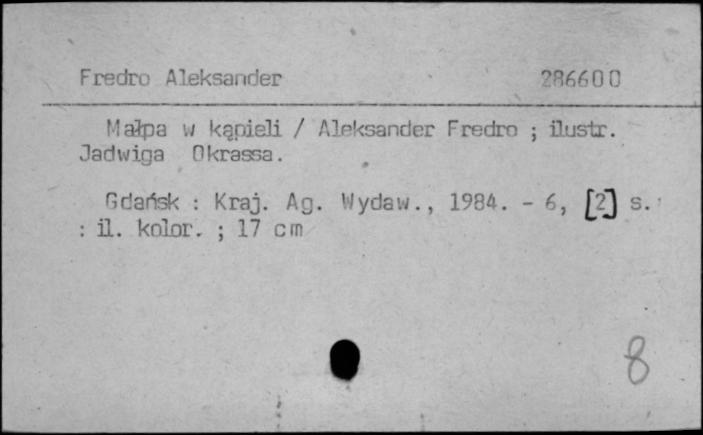 Fredro Aleksander 286600
Małpa w kąpieli / Aleksander Fredro ; ilustr.
Jadwiga Okrassa.
Gdańsk : Kraj. Ag. Wydaw., 1984. - 6, [2] s.
: il. kolor. ; 17 cm
8